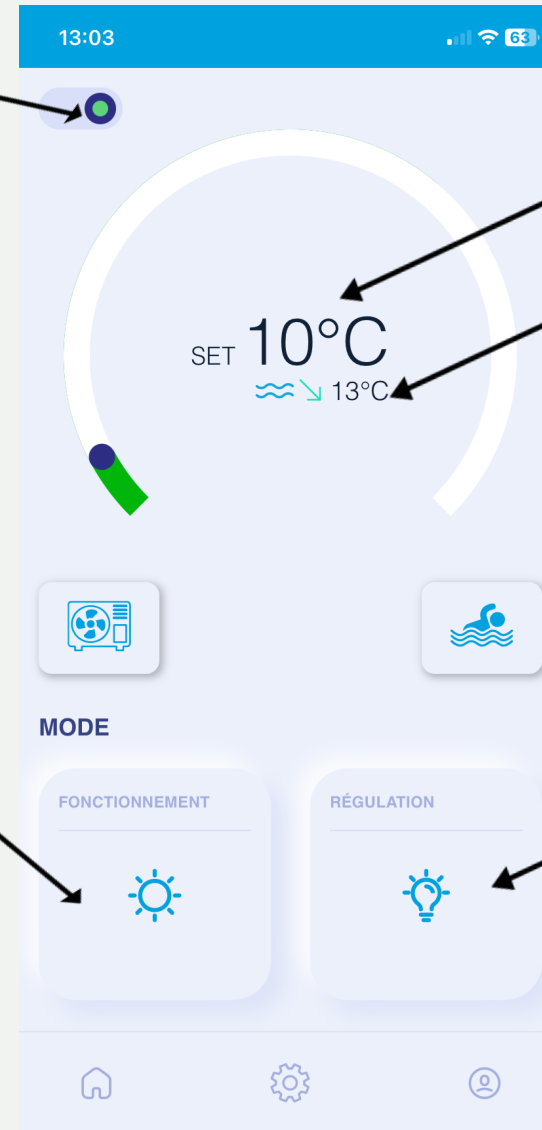 13:03
63
SET 10°C
13°C
MODE
FONCTIONNEMENT
RÉGULATION